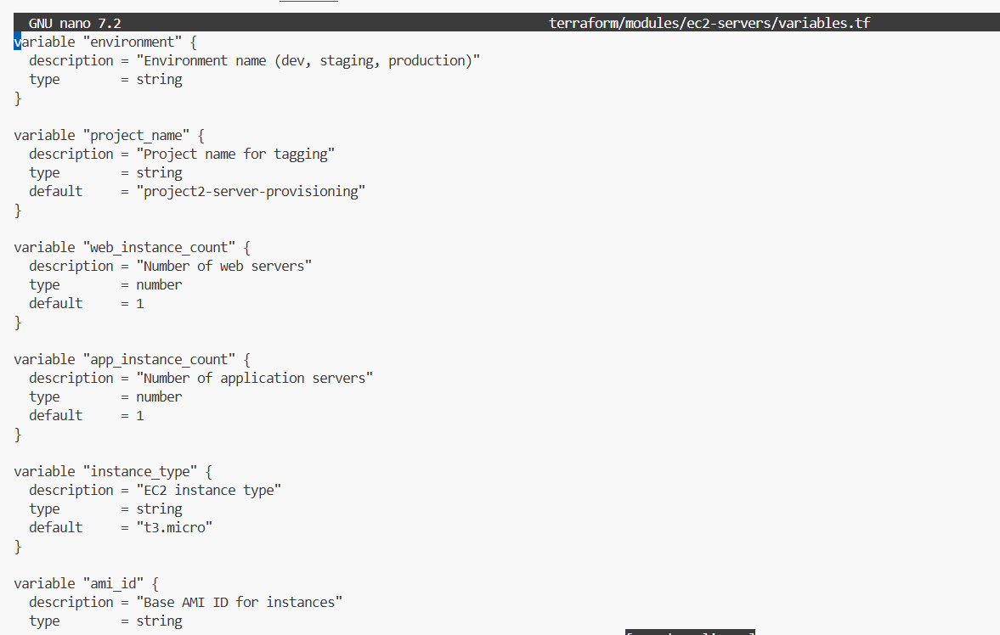 GNU nano 7.2 terraform/modules/ec2-servers/variables.tf
variable "environment" {
  description = "Environment name (dev, staging, production)"
  type        = string
}

variable "project_name" {
  description = "Project name for tagging"
  type        = string
  default     = "project2-server-provisioning"
}

variable "web_instance_count" {
  description = "Number of web servers"
  type        = number
  default     = 1
}

variable "app_instance_count" {
  description = "Number of application servers"
  type        = number
  default     = 1
}

variable "instance_type" {
  description = "EC2 instance type"
  type        = string
  default     = "t3.micro"
}

variable "ami_id" {
  description = "Base AMI ID for instances"
  type        = string